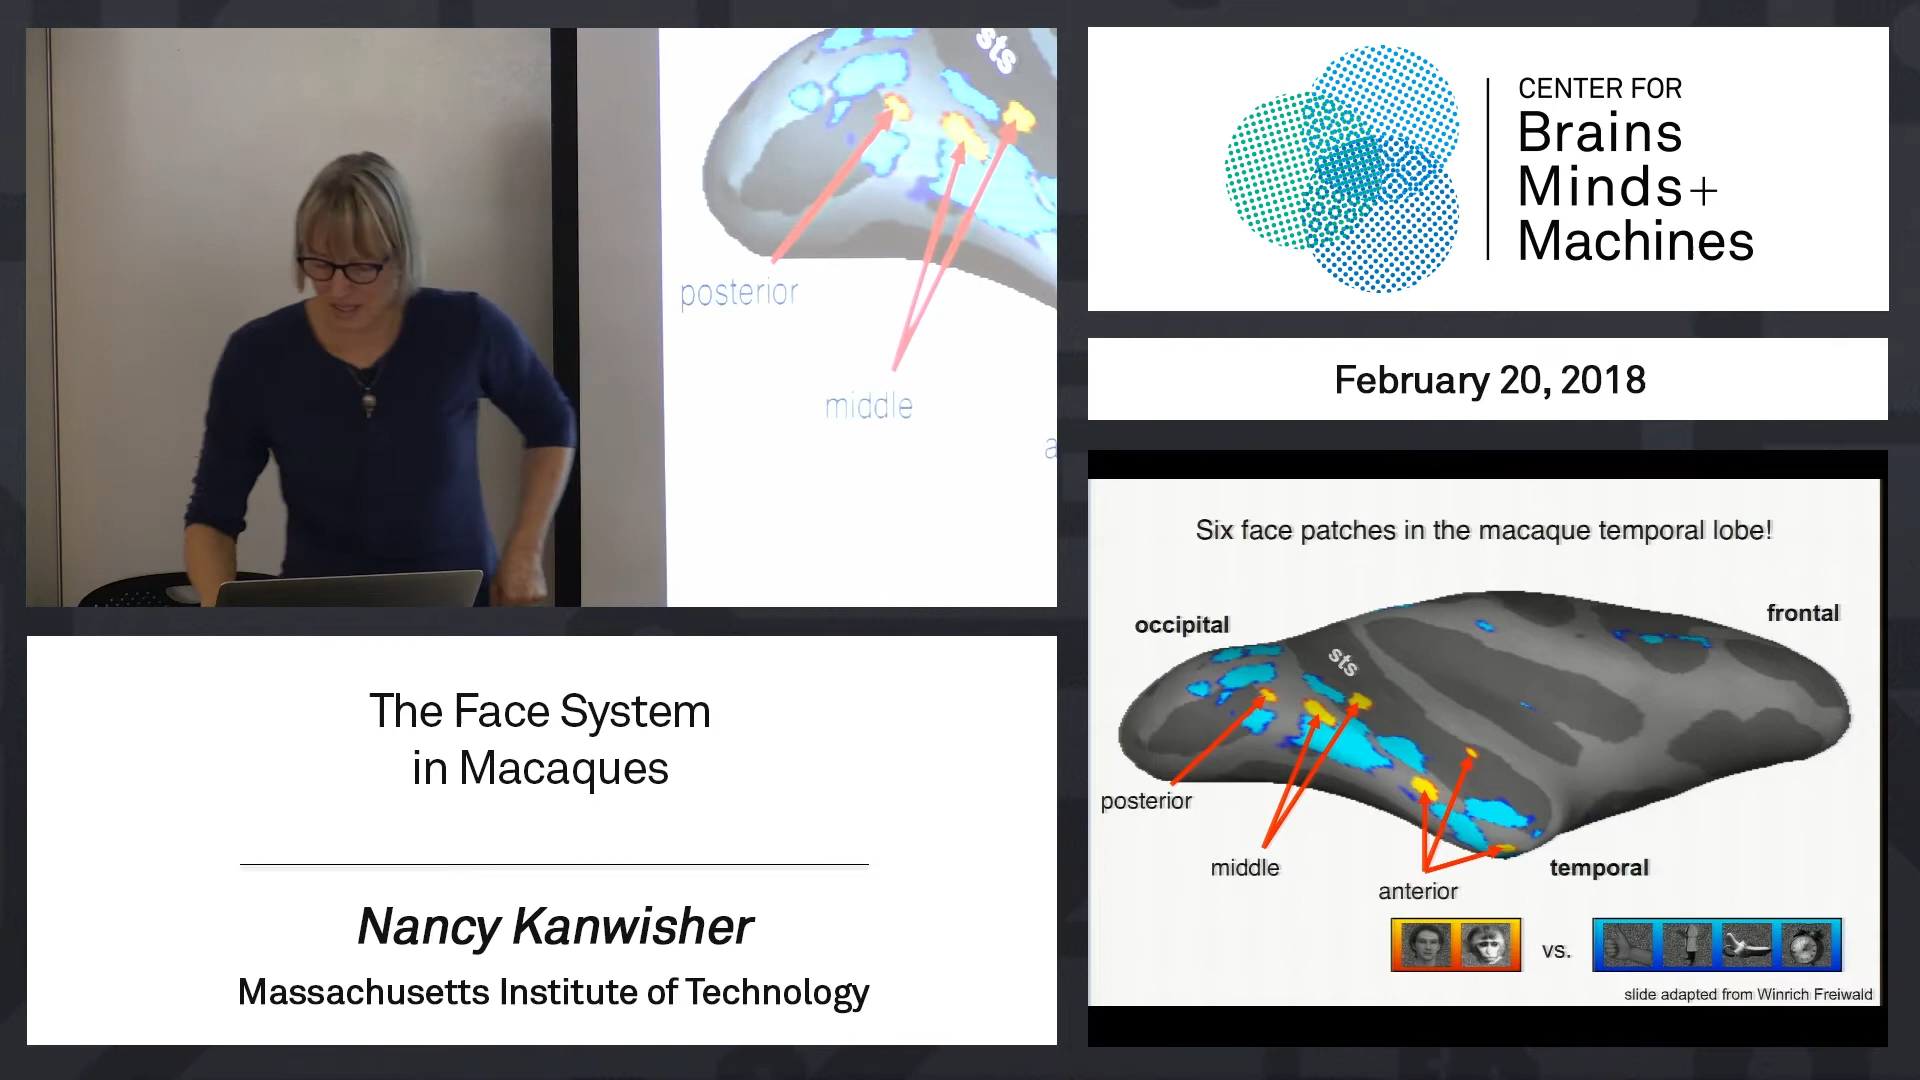 sts
posterior
middle
a
CENTER FOR
Brains
Minds+
Machines
February 20, 2018
The Face System
in Macaques
Nancy Kanwisher
Massachusetts Institute of Technology
Six face patches in the macaque temporal lobe!
occipital
frontal
sts
posterior
middle
anterior
temporal
vs.
slide adapted from Winrich Freiwald